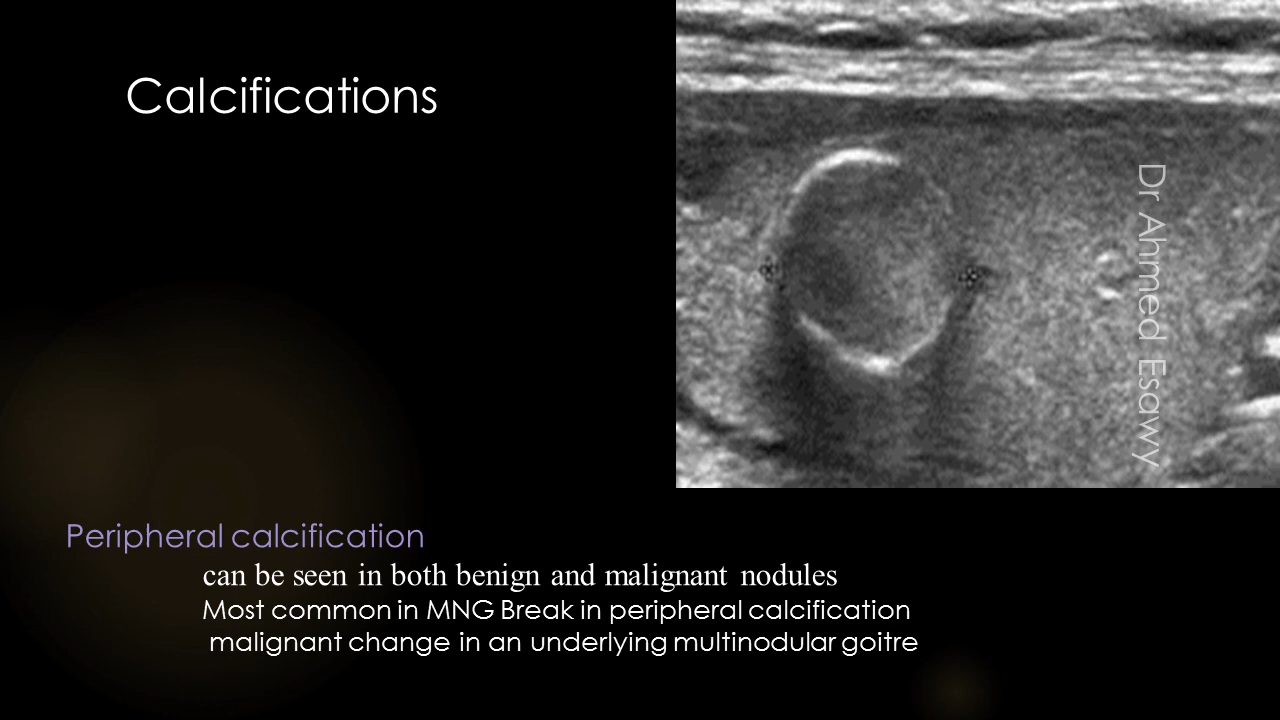 Calcifications
Dr Ahmed Esawy
Peripheral calcification
can be seen in both benign and malignant nodules
Most common in MNG Break in peripheral calcification
malignant change in an underlying multinodular goitre